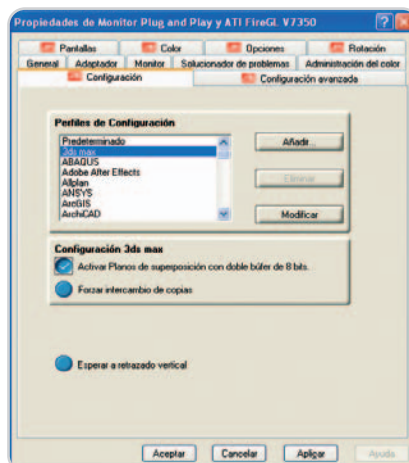 Propiedades de Monitor Plug and Play y ATI FireGL V7350
Pantallas Color Opciones Rotación
General Adaptador Monitor Solucionador de problemas Administración del color
Configuración Configuración avanzada
Perfiles de Configuración
Predeterminado
3ds max
ABAQUS
Adobe After Effects
Allplan
ANSYS
ArcGIS
ArchiCAD
Añadir...
Eliminar
Modificar
Configuración 3ds max
Activar Planos de superposición con doble búfer de 8 bits.
Forzar intercambio de copias
Esperar a retrazado vertical
Aceptar Cancelar Aplicar Ayuda